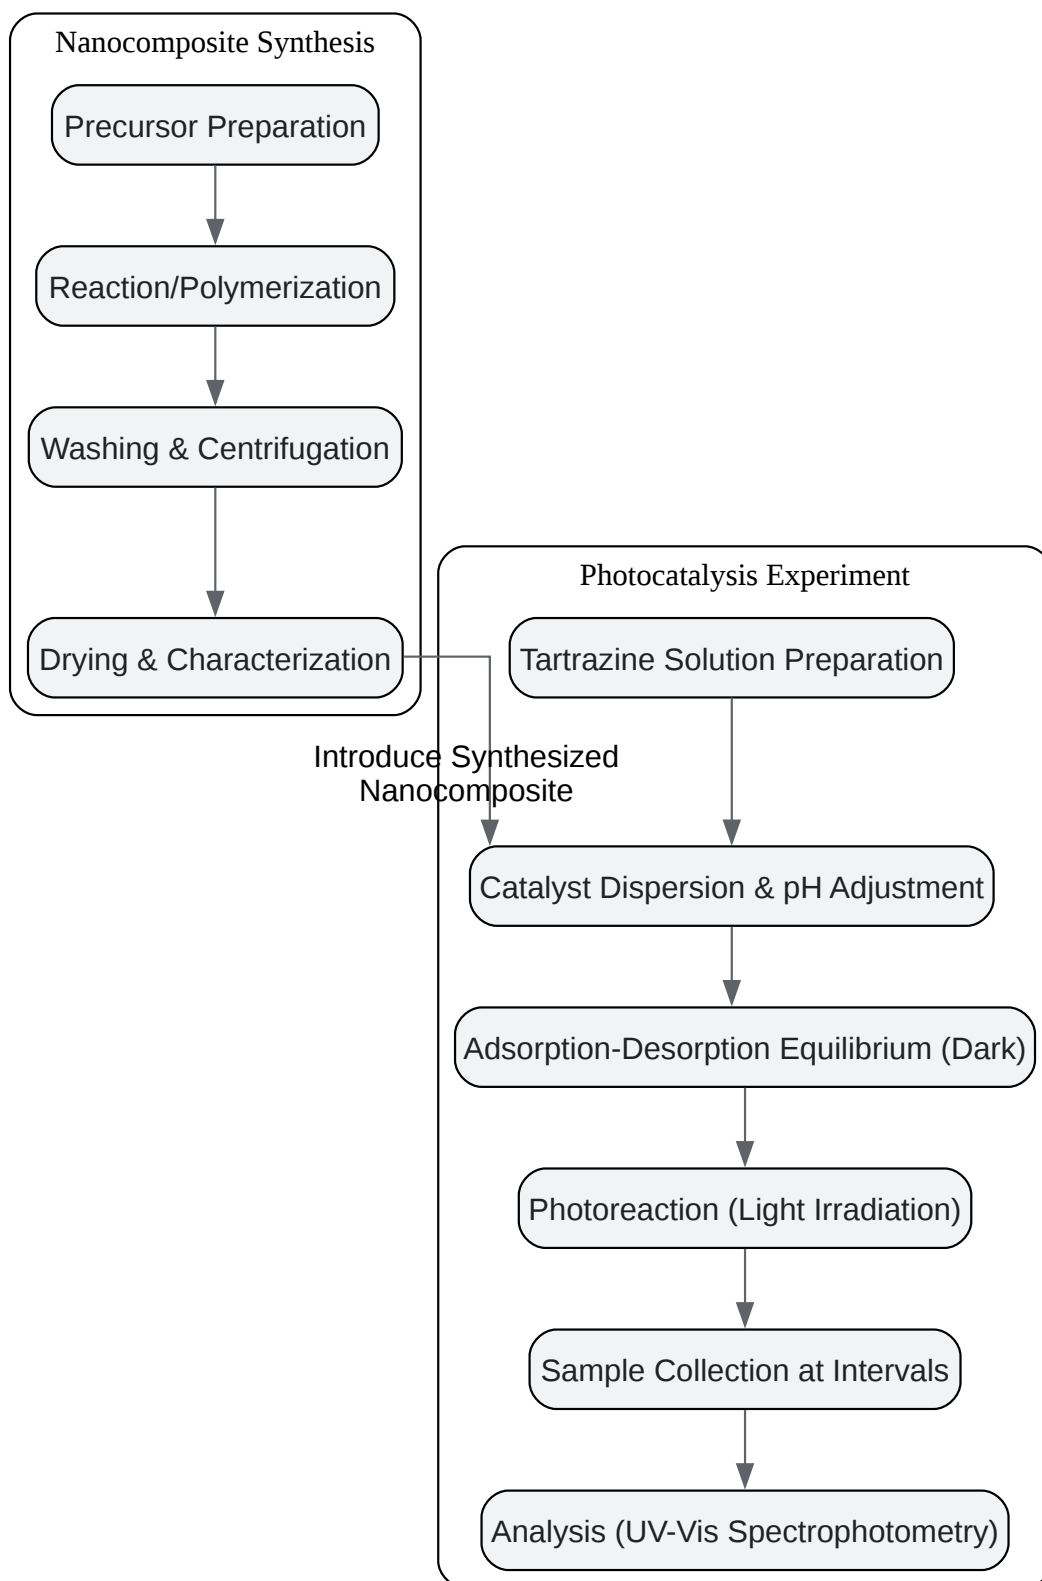 Nanocomposite Synthesis
Precursor Preparation
Reaction/Polymerization
Washing & Centrifugation
Drying & Characterization
Introduce Synthesized
Nanocomposite
Photocatalysis Experiment
Tartrazine Solution Preparation
Catalyst Dispersion & pH Adjustment
Adsorption-Desorption Equilibrium (Dark)
Photoreaction (Light Irradiation)
Sample Collection at Intervals
Analysis (UV-Vis Spectrophotometry)